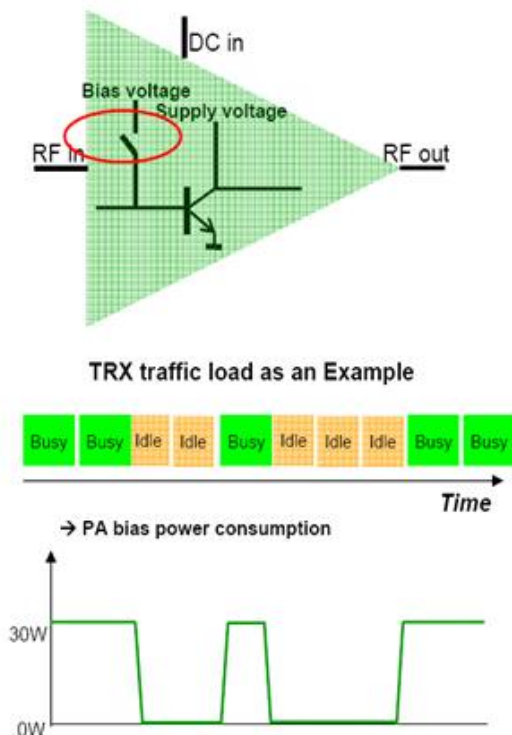 DC in
Bias voltage
Supply voltage
RF in
RF out
TRX traffic load as an Example
Busy Busy Idle Idle Busy Idle Idle Idle Busy Busy
Time
→ PA bias power consumption
30W
0W